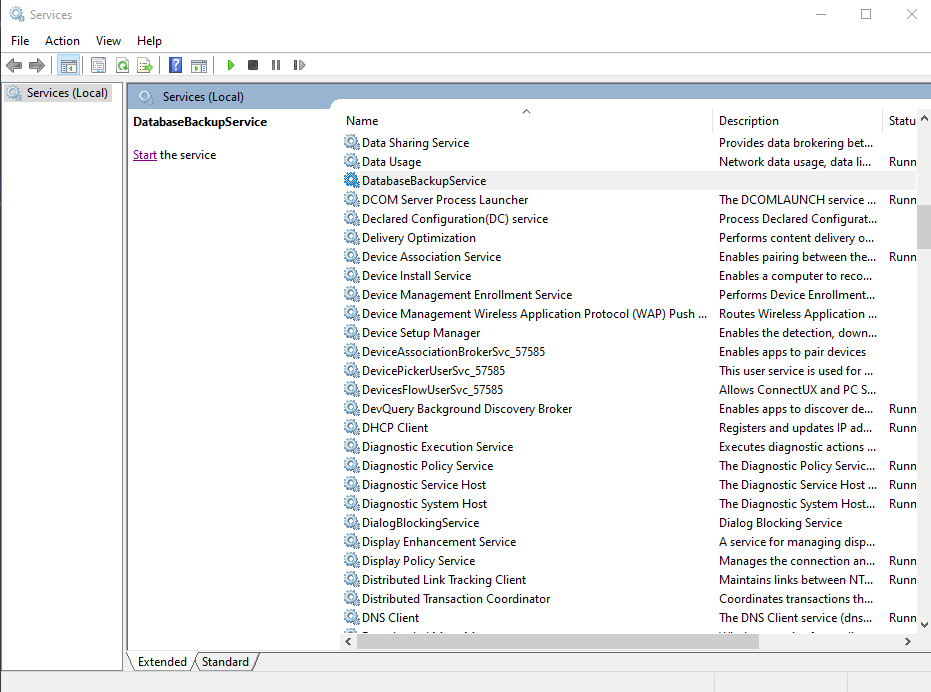 Services
File Action View Help
Services (Local)
Services (Local)
DatabaseBackupService
Start the service
Name Description Statu
Data Sharing Service Provides data brokering bet...
Data Usage Network data usage, data li... Runn
DatabaseBackupService
DCOM Server Process Launcher The DCOMLAUNCH service ... Runn
Declared Configuration(DC) service Process Declared Configurat...
Delivery Optimization Performs content delivery o...
Device Association Service Enables pairing between the... Runn
Device Install Service Enables a computer to reco...
Device Management Enrollment Service Performs Device Enrollment...
Device Management Wireless Application Protocol (WAP) Push ... Routes Wireless Application ...
Device Setup Manager Enables the detection, down...
DeviceAssociationBrokerSvc_57585 Enables apps to pair devices
DevicePickerUserSvc_57585 This user service is used for ...
DevicesFlowUserSvc_57585 Allows ConnectUX and PC S...
DevQuery Background Discovery Broker Enables apps to discover de... Runn
DHCP Client Registers and updates IP ad... Runn
Diagnostic Execution Service Executes diagnostic actions ...
Diagnostic Policy Service The Diagnostic Policy Servic... Runn
Diagnostic Service Host The Diagnostic Service Host ... Runn
Diagnostic System Host The Diagnostic System Host... Runn
DialogBlockingService Dialog Blocking Service
Display Enhancement Service A service for managing disp...
Display Policy Service Manages the connection an... Runn
Distributed Link Tracking Client Maintains links between NT... Runn
Distributed Transaction Coordinator Coordinates transactions th...
DNS Client The DNS Client service (dns... Runn
Extended Standard